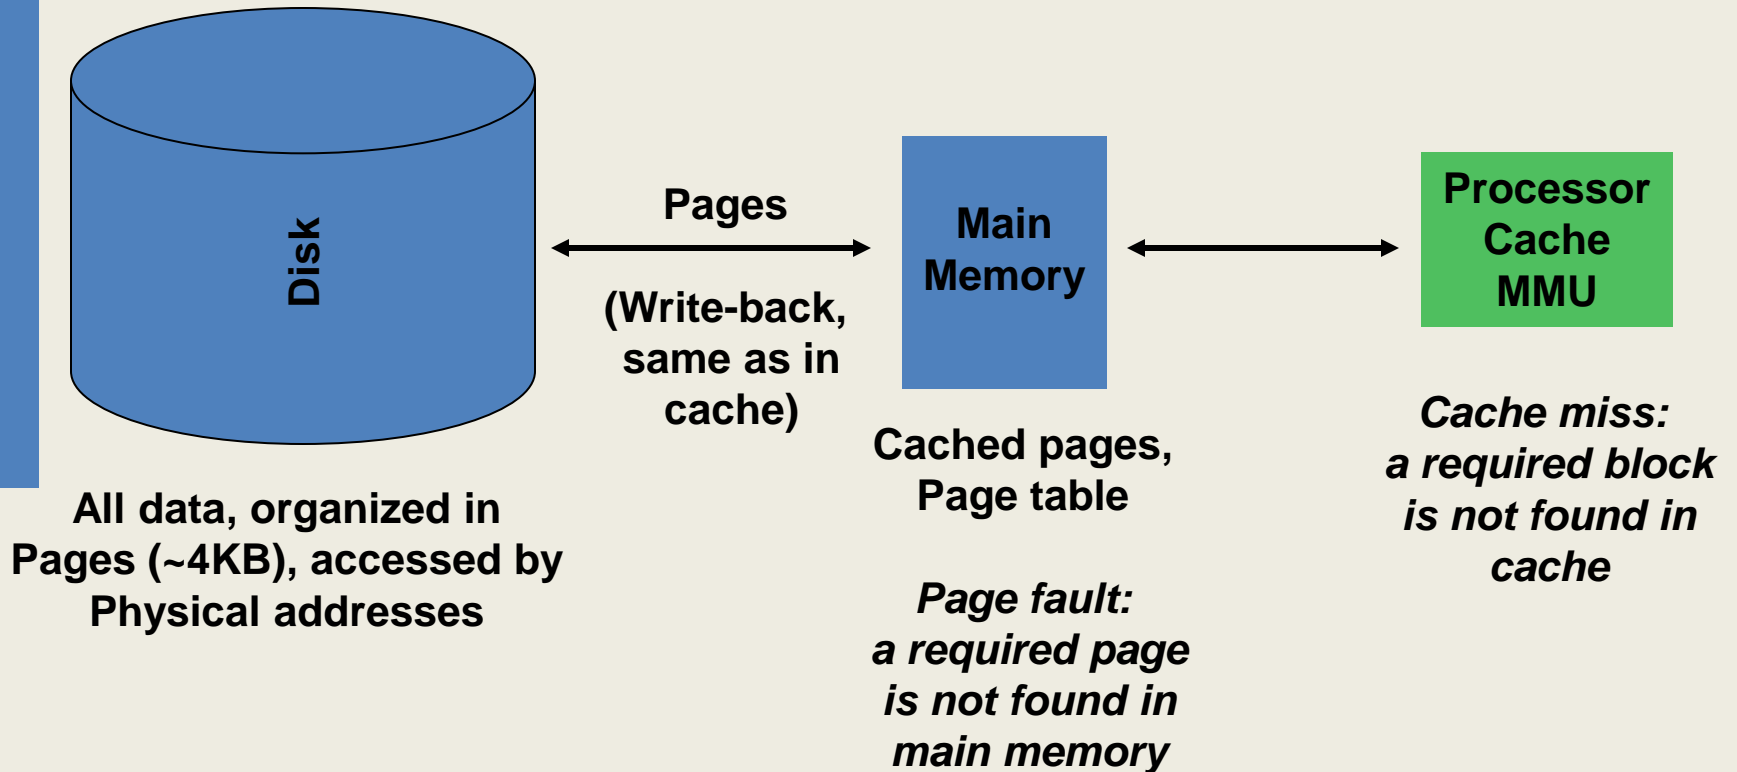 Disk
All data, organized in
Pages (~4KB), accessed by
Physical addresses
Pages
(Write-back,
same as in
cache)
Main
Memory
Cached pages,
Page table
Page fault:
a required page
is not found in
main memory
Processor
Cache
MMU
Cache miss:
a required block
is not found in
cache